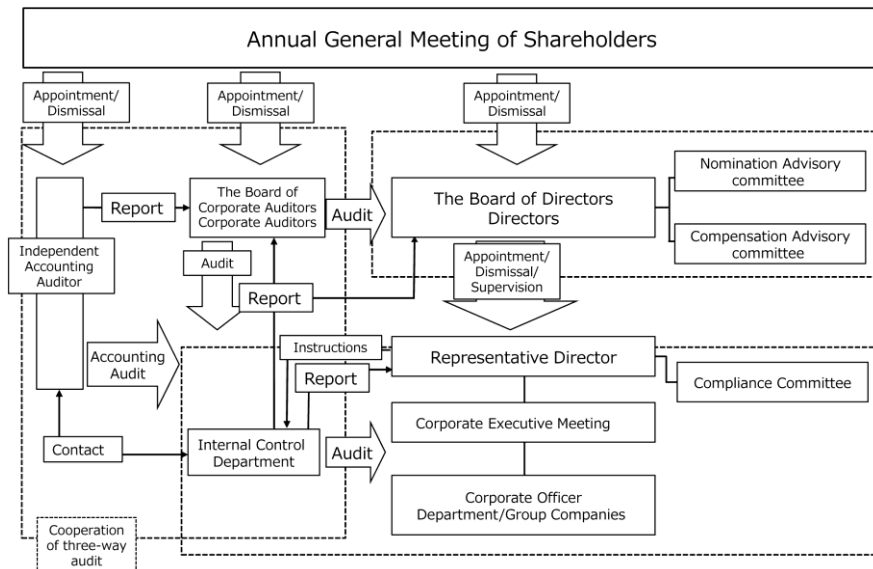 Annual General Meeting of Shareholders
Appointment/
Dismissal
Appointment/
Dismissal
Appointment/
Dismissal
Report
The Board of
Corporate Auditors
Corporate Auditors
Audit
The Board of Directors
Directors
Nomination Advisory
committee
Compensation Advisory
committee
Independent
Accounting
Auditor
Audit
Report
Appointment/
Dismissal/
Supervision
Accounting
Audit
Instructions
Report
Representative Director
Compliance Committee
Contact
Internal Control
Department
Audit
Corporate Executive Meeting
Corporate Officer
Department/Group Companies
Cooperation
of three-way
audit